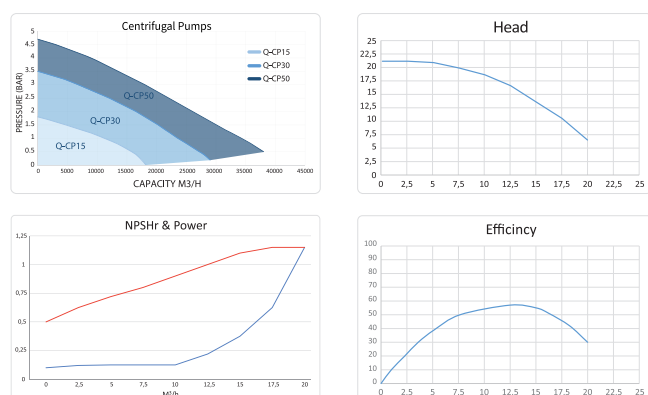 Centrifugal Pumps
PRESSURE (BAR)
5
4.5
4
3.5
3
2.5
2
1.5
1
0.5
0
Q-CP15
Q-CP30
Q-CP50
Q-CP50
Q-CP30
Q-CP15
0 5000 10000 15000 20000 25000 30000 35000 40000 45000
CAPACITY M3/H
Head
25
22,5
20
17,5
15
12,5
10
7,5
5
2,5
0
0 2,5 5 7,5 10 12,5 15 17,5 20 22,5 25
NPSHr & Power
1,25
1
0,75
0,5
0,25
0
0 2,5 5 7,5 10 12,5 15 17,5 20
M³/h
Efficincy
100
90
80
70
60
50
40
30
20
10
0
0 2,5 5 7,5 10 12,5 15 17,5 20 22,5 25